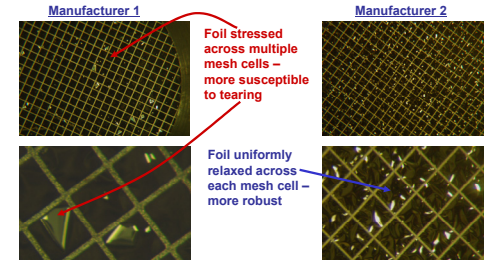 Manufacturer 1
Manufacturer 2
Foil stressed
across multiple
mesh cells –
more susceptible
to tearing
Foil uniformly
relaxed across
each mesh cell –
more robust